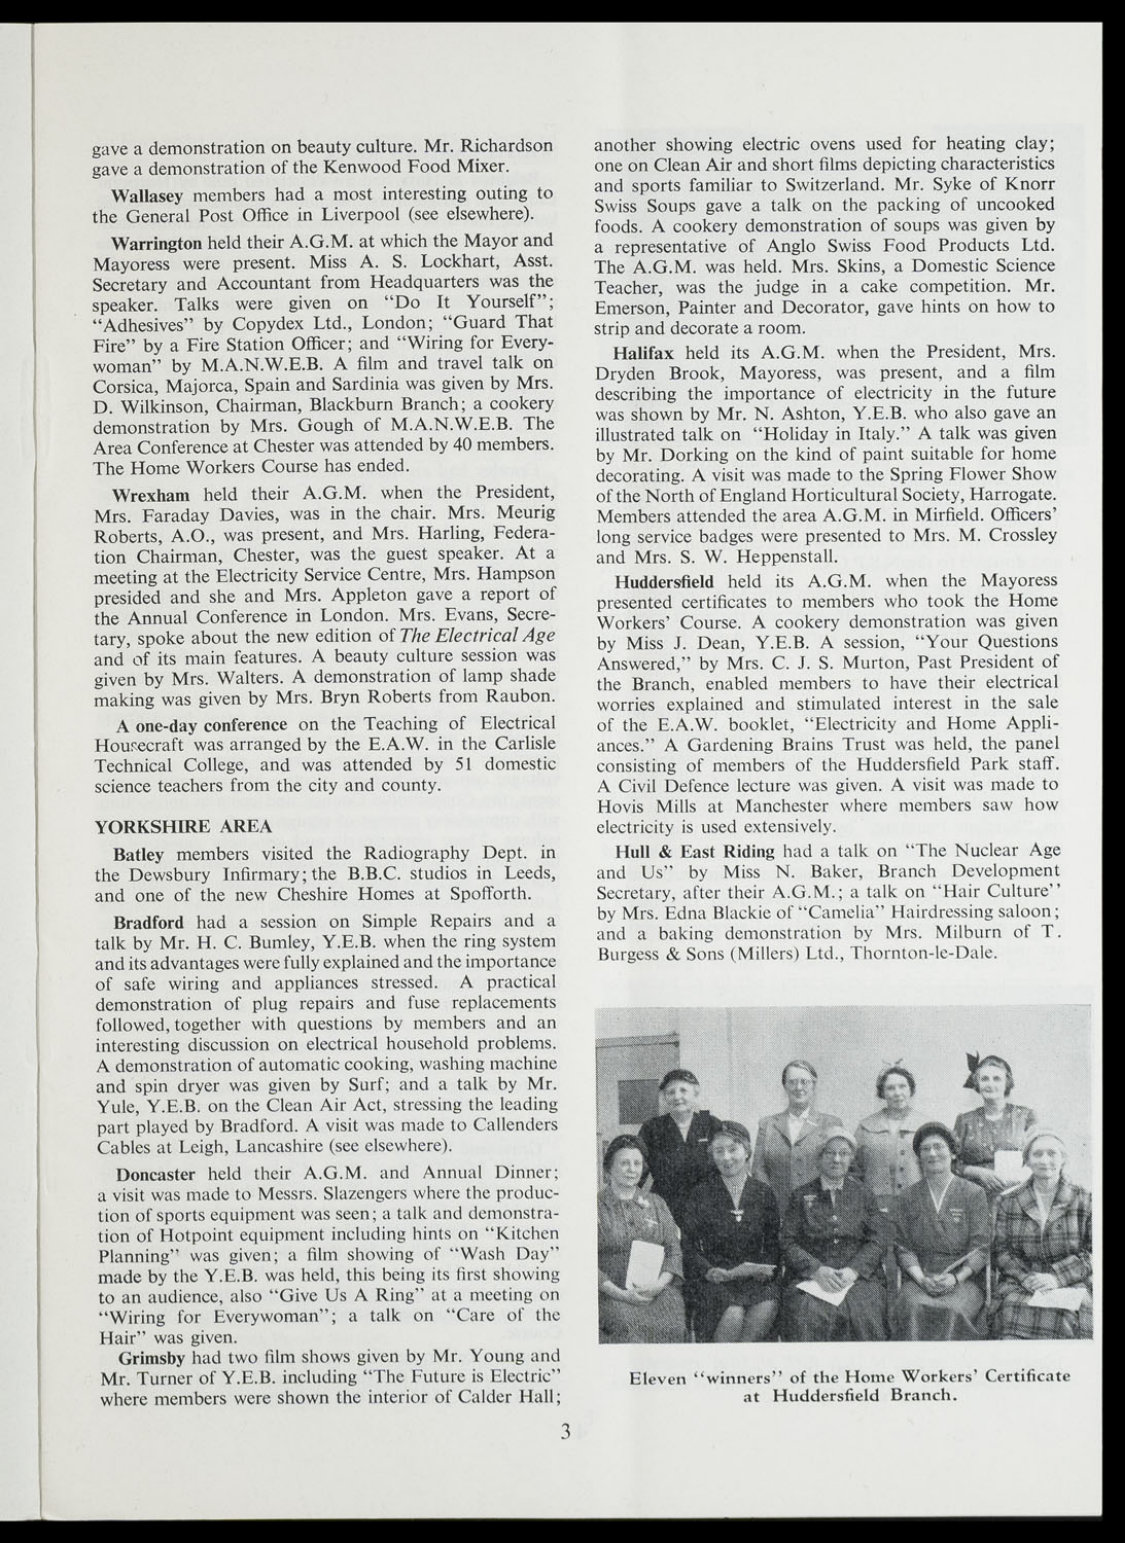 gave a demonstration on beauty culture. Mr. Richardson
gave a demonstration of the Kenwood Food Mixer.
Wallasey members had a most interesting outing to
the General Post Office in Liverpool (see elsewhere).
Warrington held their A.G.M. at which the Mayor and
Mayoress were present. Miss A. S. Lockhart, Asst.
Secretary and Accountant from Headquarters was the
speaker. Talks were given on “Do It Yourself”;
“Adhesives” by Copydex Ltd., London; “Guard That
Fire” by a Fire Station Officer; and “Wiring for Every-
woman” by M.A.N.W.E.B. A film and travel talk on
Corsica, Majorca, Spain and Sardinia was given by Mrs.
D. Wilkinson, Chairman, Blackburn Branch; a cookery
demonstration by Mrs. Gough of M.A.N.W.E.B. The
Area Conference at Chester was attended by 40 members.
The Home Workers Course has ended.
Wrexham held their A.G.M. when the President,
Mrs. Faraday Davies, was in the chair. Mrs. Meurig
Roberts, A.O., was present, and Mrs. Harling, Federa-
tion Chairman, Chester, was the guest speaker. At a
meeting at the Electricity Service Centre, Mrs. Hampson
presided and she and Mrs. Appleton gave a report of
the Annual Conference in London. Mrs. Evans, Secre-
tary, spoke about the new edition of The Electrical Age
and of its main features. A beauty culture session was
given by Mrs. Walters. A demonstration of lamp shade
making was given by Mrs. Bryn Roberts from Raubon.
A one-day conference on the Teaching of Electrical
Housecraft was arranged by the E.A.W. in the Carlisle
Technical College, and was attended by 51 domestic
science teachers from the city and county.
YORKSHIRE AREA
Batley members visited the Radiography Dept. in
the Dewsbury Infirmary; the B.B.C. studios in Leeds,
and one of the new Cheshire Homes at Spofforth.
Bradford had a session on Simple Repairs and a
talk by Mr. H. C. Bumley, Y.E.B. when the ring system
and its advantages were fully explained and the importance
of safe wiring and appliances stressed. A practical
demonstration of plug repairs and fuse replacements
followed, together with questions by members and an
interesting discussion on electrical household problems.
A demonstration of automatic cooking, washing machine
and spin dryer was given by Surf; and a talk by Mr.
Yule, Y.E.B. on the Clean Air Act, stressing the leading
part played by Bradford. A visit was made to Callenders
Cables at Leigh, Lancashire (see elsewhere).
Doncaster held their A.G.M. and Annual Dinner;
a visit was made to Messrs. Slazengers where the produc-
tion of sports equipment was seen; a talk and demonstra-
tion of Hotpoint equipment including hints on “Kitchen
Planning” was given; a film showing of “Wash Day”
made by the Y.E.B. was held, this being its first showing
to an audience, also “Give Us A Ring” at a meeting on
“Wiring for Everywoman”; a talk on “Care of the
Hair” was given.
Grimsby had two film shows given by Mr. Young and
Mr. Turner of Y.E.B. including “The Future is Electric”
where members were shown the interior of Calder Hall;
another showing electric ovens used for heating clay;
one on Clean Air and short films depicting characteristics
and sports familiar to Switzerland. Mr. Syke of Knorr
Swiss Soups gave a talk on the packing of uncooked
foods. A cookery demonstration of soups was given by
a representative of Anglo Swiss Food Products Ltd.
The A.G.M. was held. Mrs. Skins, a Domestic Science
Teacher, was the judge in a cake competition. Mr.
Emerson, Painter and Decorator, gave hints on how to
strip and decorate a room.
Halifax held its A.G.M. when the President, Mrs.
Dryden Brook, Mayoress, was present, and a film
describing the importance of electricity in the future
was shown by Mr. N. Ashton, Y.E.B. who also gave an
illustrated talk on “Holiday in Italy.” A talk was given
by Mr. Dorking on the kind of paint suitable for home
decorating. A visit was made to the Spring Flower Show
of the North of England Horticultural Society, Harrogate.
Members attended the area A.G.M. in Mirfield. Officers’
long service badges were presented to Mrs. M. Crossley
and Mrs. S. W. Heppenstall.
Huddersfield held its A.G.M. when the Mayoress
presented certificates to members who took the Home
Workers’ Course. A cookery demonstration was given
by Miss J. Dean, Y.E.B. A session, “Your Questions
Answered,” by Mrs. C. J. S. Murton, Past President of
the Branch, enabled members to have their electrical
worries explained and stimulated interest in the sale
of the E.A.W. booklet, “Electricity and Home Appli-
ances.” A Gardening Brains Trust was held, the panel
consisting of members of the Huddersfield Park staff.
A Civil Defence lecture was given. A visit was made to
Hovis Mills at Manchester where members saw how
electricity is used extensively.
Hull & East Riding had a talk on “The Nuclear Age
and Us” by Miss N. Baker, Branch Development
Secretary, after their A.G.M.; a talk on “Hair Culture”
by Mrs. Edna Blackie of “Camelia” Hairdressing saloon;
and a baking demonstration by Mrs. Milburn of T.
Burgess & Sons (Millers) Ltd., Thornton-le-Dale.
Eleven “winners” of the Home Workers’ Certificate
at Huddersfield Branch.
3